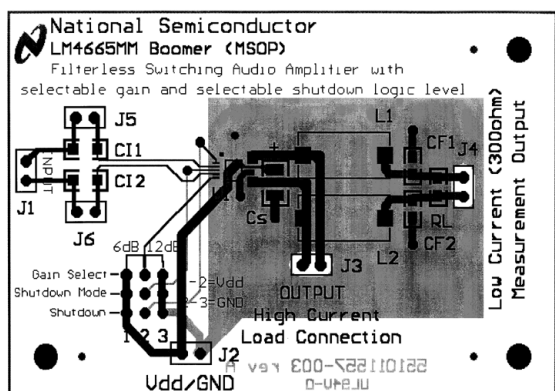 National Semiconductor
LM4665MM Boomer (MSOP)
Filterless Switching Audio Amplifier with
selectable gain and selectable shutdown logic level
J5
CI1
INPUT
CI2
J1
J6
L1
CF1
J4
+
Cs
RL
L2
CF2
J3
OUTPUT
6dB 12dB
Gain Select
Shutdown Mode
Shutdown
-2=Vdd
-3=GND
1 2 3
High Current
Load Connection
J2
Vdd/GND
551011557-003 rev A
Low Current (300ohm)
Measurement Output